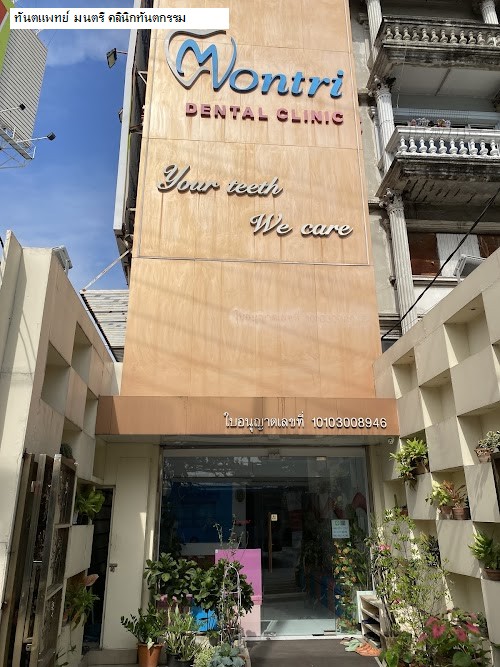 ทันตแพทย์ มนตรี คลินิกทันตกรรม
Montri
DENTAL CLINIC
Your teeth
We care
ใบอนุญาตเลขที่ 10103008946